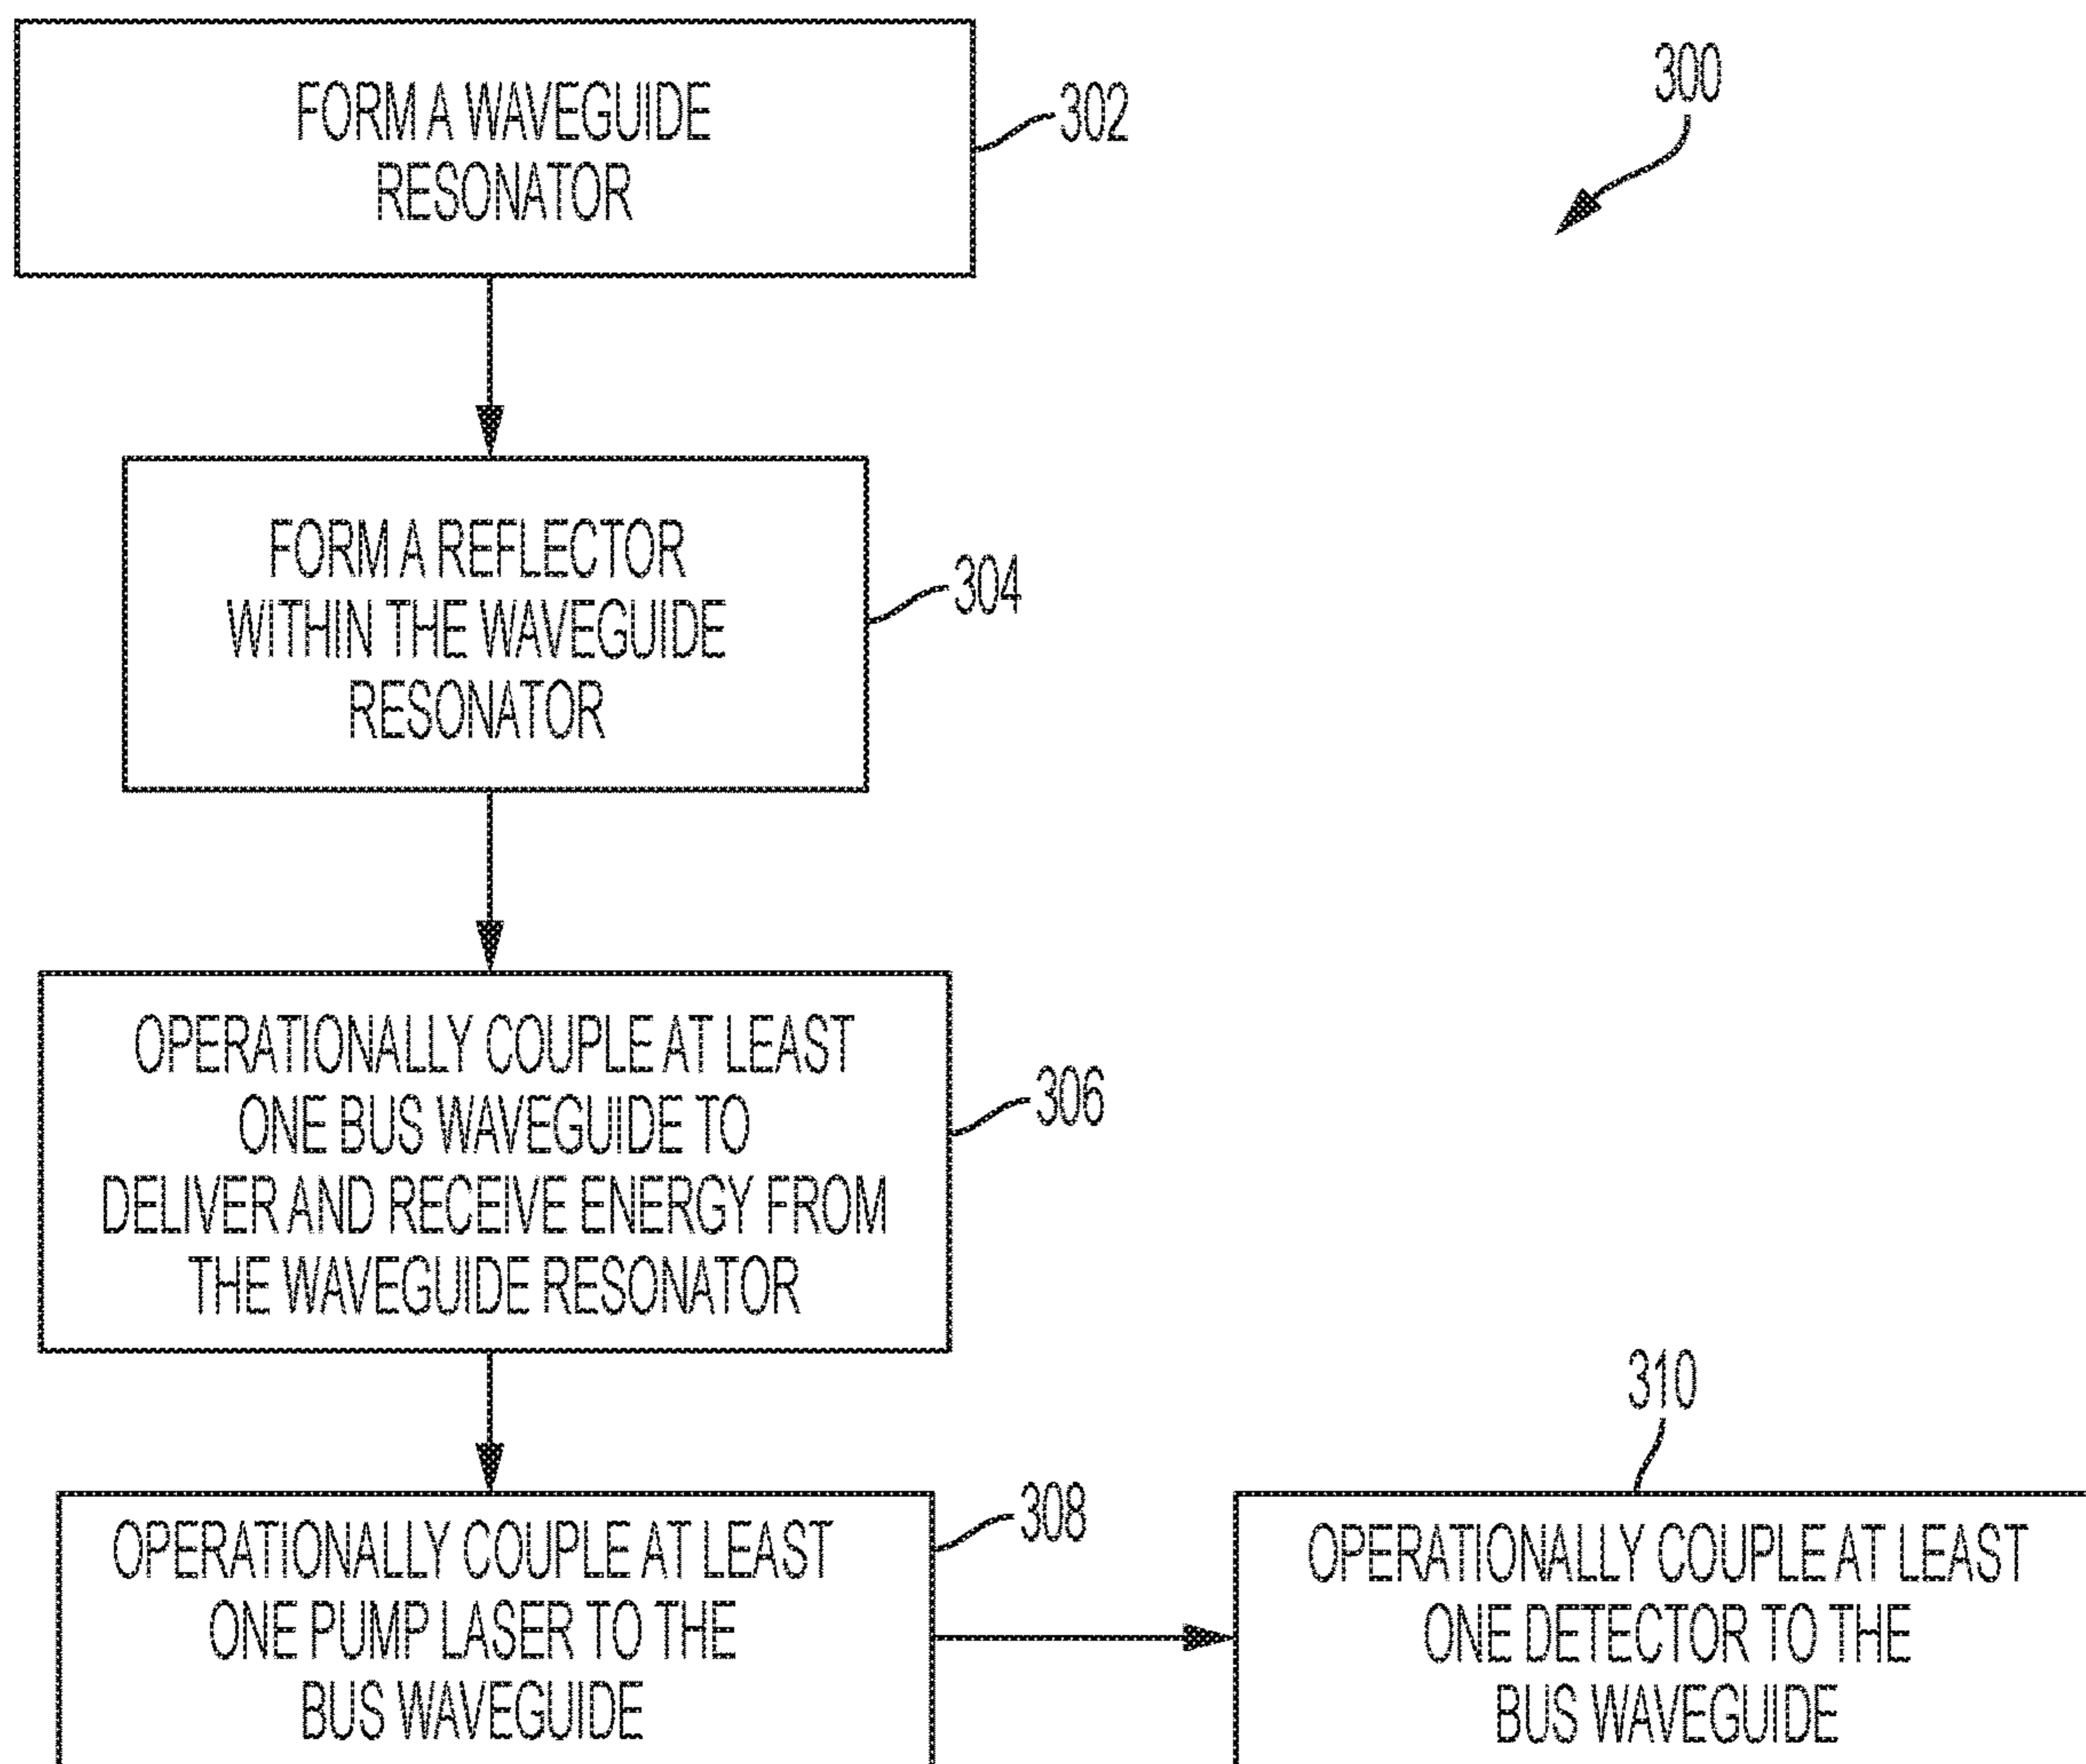 FORM A WAVEGUIDE
RESONATOR
302
300
FORM A REFLECTOR
WITHIN THE WAVEGUIDE
RESONATOR
304
OPERATIONALLY COUPLE AT LEAST
ONE BUS WAVEGUIDE TO
DELIVER AND RECEIVE ENERGY FROM
THE WAVEGUIDE RESONATOR
306
OPERATIONALLY COUPLE AT LEAST
ONE PUMP LASER TO THE
BUS WAVEGUIDE
308
310
OPERATIONALLY COUPLE AT LEAST
ONE DETECTOR TO THE
BUS WAVEGUIDE